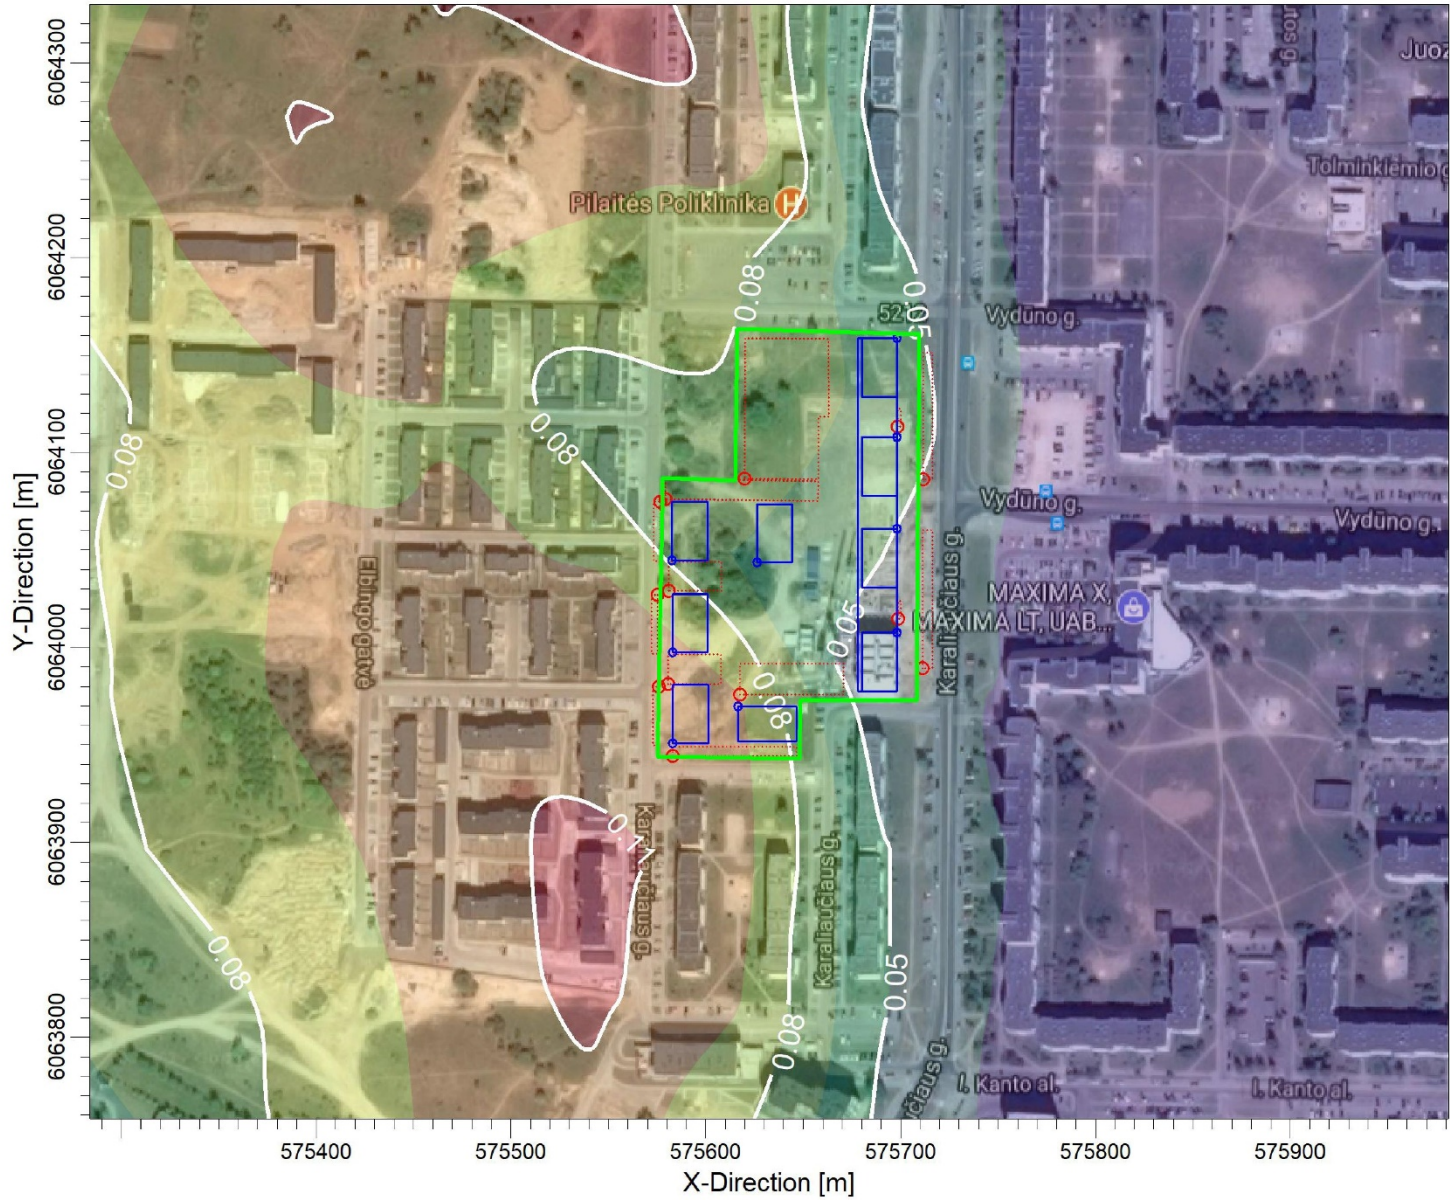 6064300
6064200
6064100
6064000
6063900
6063800
Y-Direction [m]
Juoz
Tolminkiemio g
Pilaitės Poliklinika
H
0.08
0.05
52
Vydūno g.
0.08
0.08
Vydūno g.
Vydūno g.
Elbingo gatvė
Karaliaučiaus g.
MAXIMA X,
MAXIMA LT, UAB...
0.05
0.08
0.1
Karaliaučiaus g.
Karaliaučiaus g.
0.08
0.05
0.08
čiaus g.
I. Kanto al.
I. Kanto al.
575400
575500
575600
575700
575800
575900
X-Direction [m]